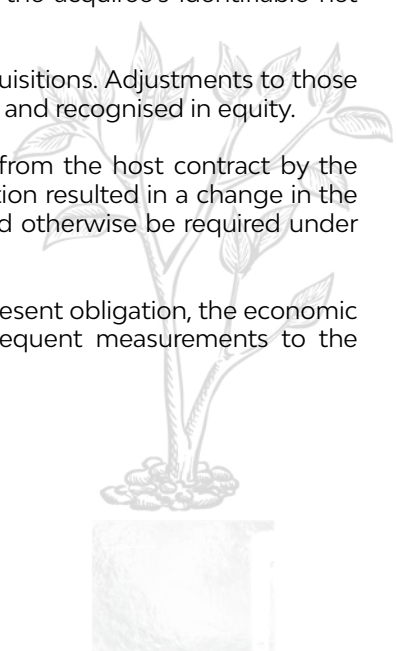 the acquiree's identifiable net
uisitions. Adjustments to those
and recognised in equity.
from the host contract by the
tion resulted in a change in the
d otherwise be required under
esent obligation, the economic
equent measurements to the